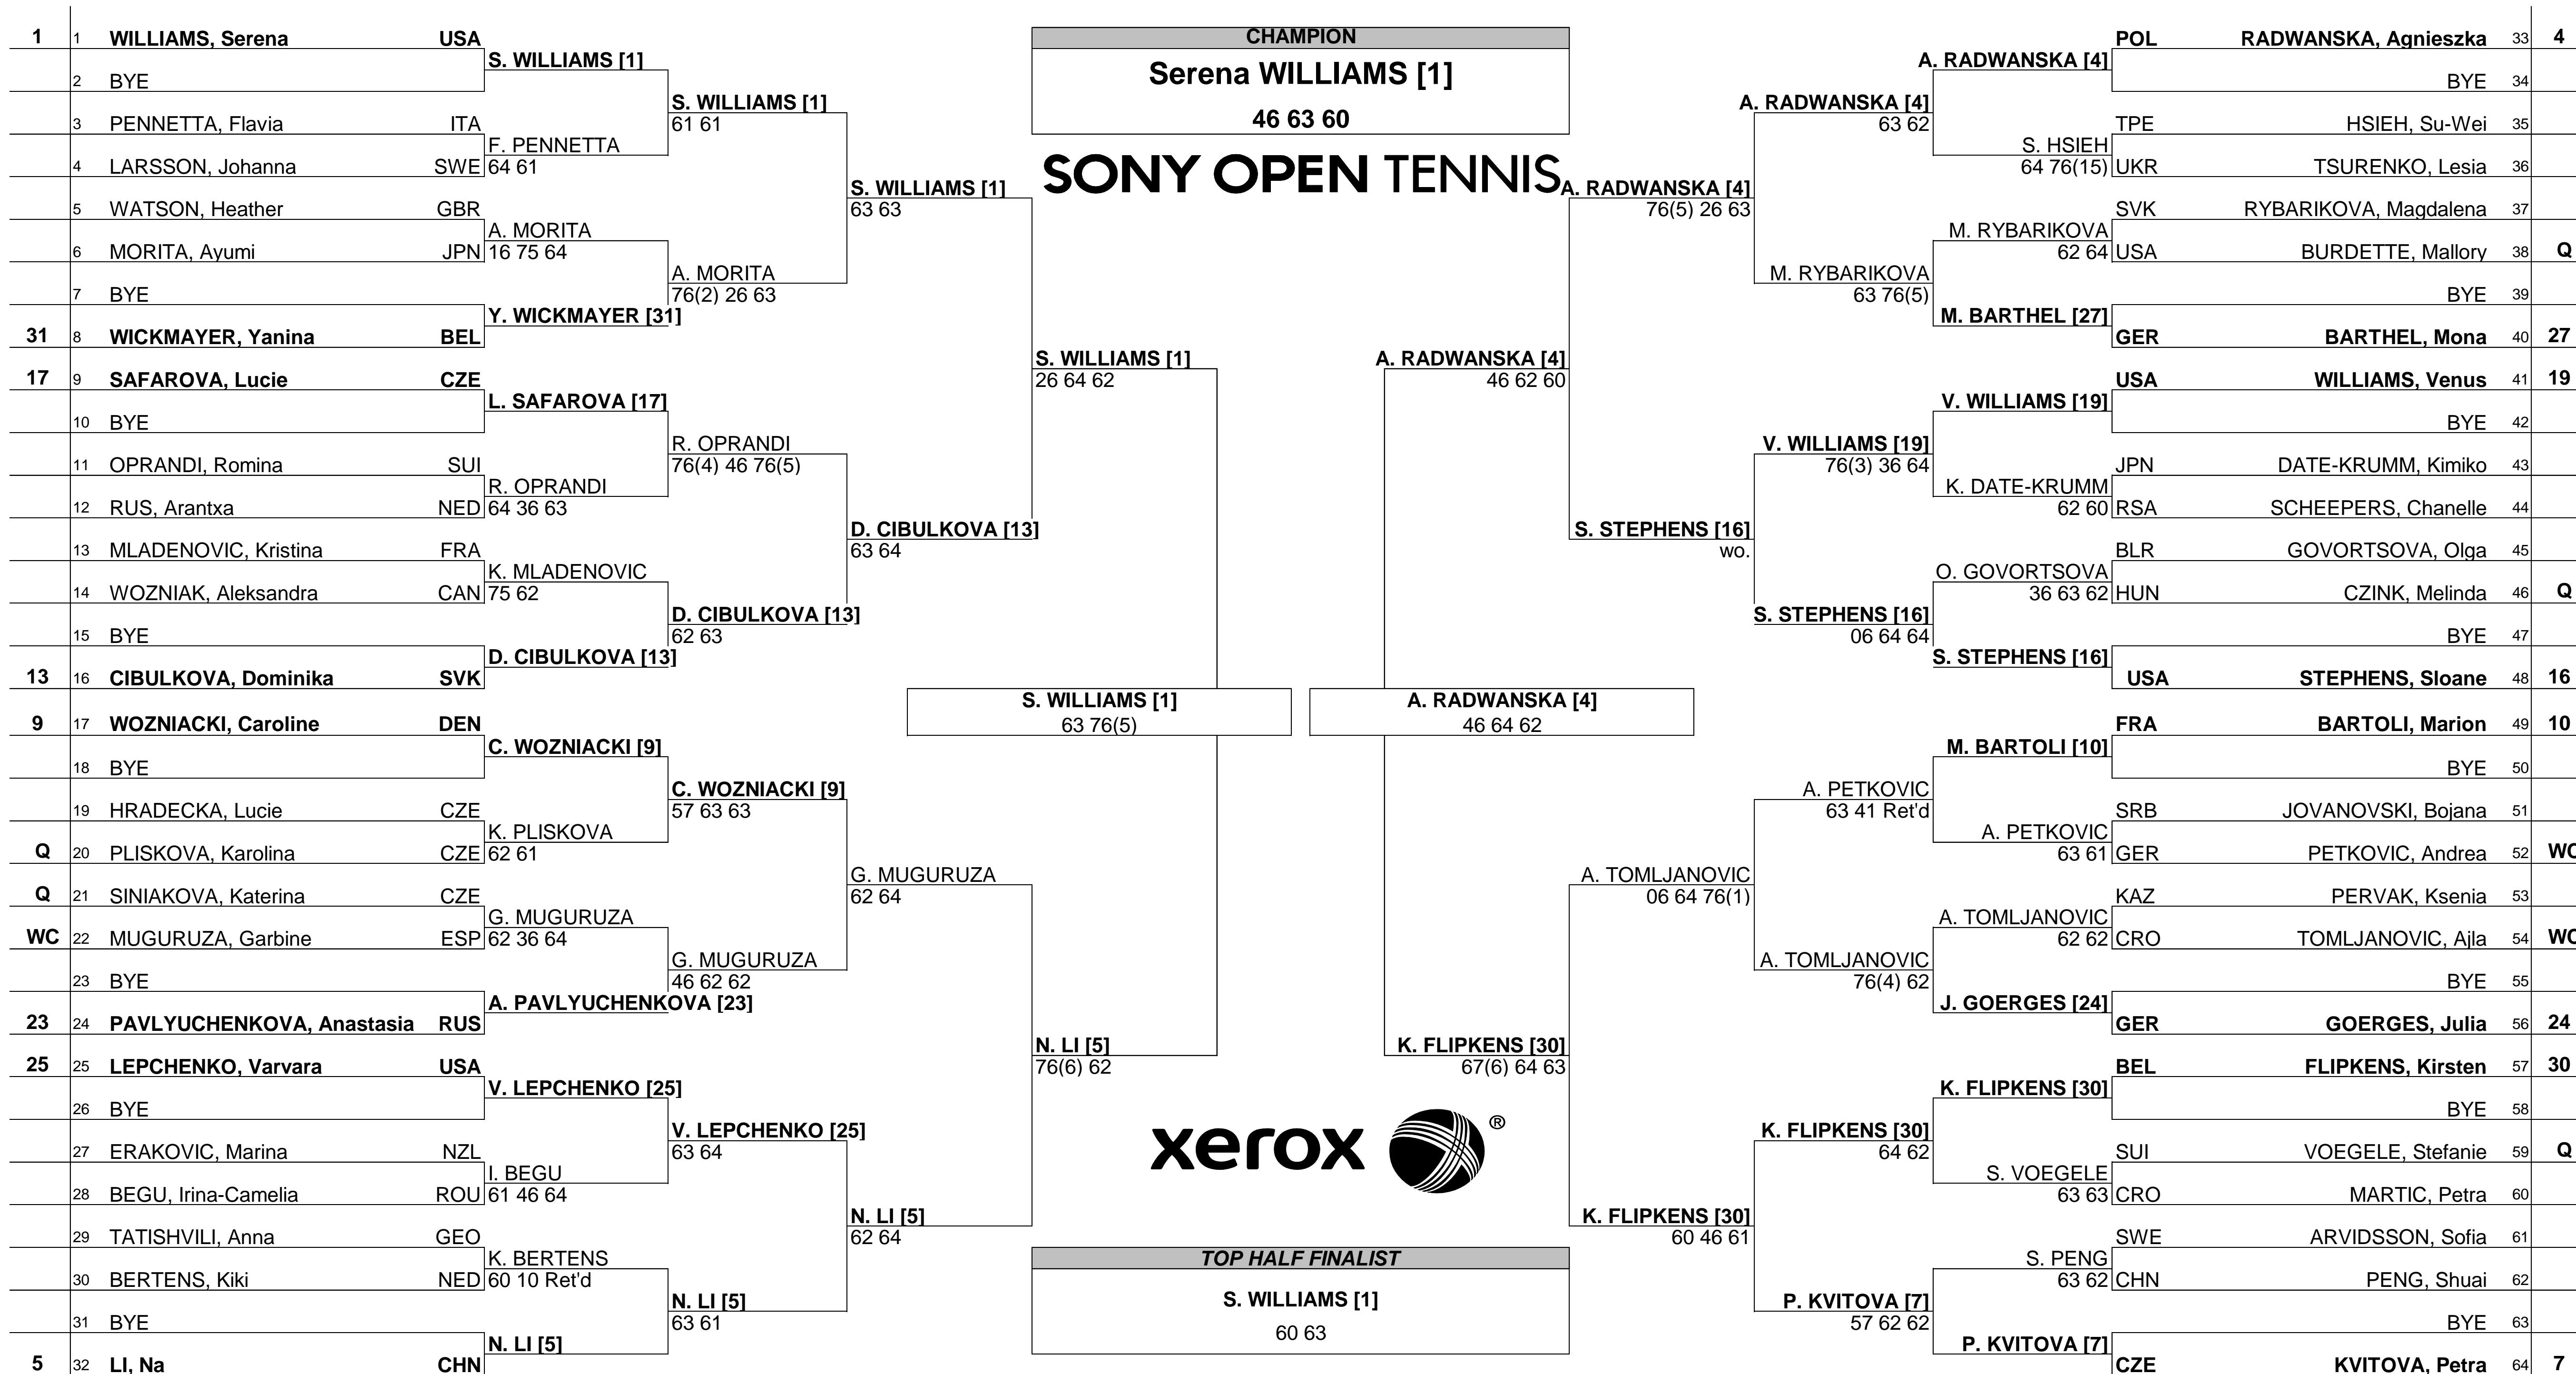 1 1 WILLIAMS, Serena USA
2 BYE
3 PENNETTA, Flavia ITA
4 LARSSON, Johanna SWE
5 WATSON, Heather GBR
6 MORITA, Ayumi JPN
7 BYE
31 8 WICKMAYER, Yanina BEL
17 9 SAFAROVA, Lucie CZE
10 BYE
11 OPRANDI, Romina SUI
12 RUS, Arantxa NED
13 MLADENOVIC, Kristina FRA
14 WOZNIAK, Aleksandra CAN
15 BYE
13 16 CIBULKOVA, Dominika SVK
9 17 WOZNIACKI, Caroline DEN
18 BYE
19 HRADECKA, Lucie CZE
Q 20 PLISKOVA, Karolina CZE
Q 21 SINIAKOVA, Katerina CZE
WC 22 MUGURUZA, Garbine ESP
23 BYE
23 24 PAVLYUCHENKOVA, Anastasia RUS
25 25 LEPCHENKO, Varvara USA
26 BYE
27 ERAKOVIC, Marina NZL
28 BEGU, Irina-Camelia ROU
29 TATISHVILI, Anna GEO
30 BERTENS, Kiki NED
31 BYE
5 32 LI, Na CHN
S. WILLIAMS [1]
F. PENNETTA
64 61
A. MORITA
16 75 64
Y. WICKMAYER [31]
L. SAFAROVA [17]
R. OPRANDI
64 36 63
K. MLADENOVIC
75 62
D. CIBULKOVA [13]
C. WOZNIACKI [9]
K. PLISKOVA
62 61
G. MUGURUZA
62 36 64
A. PAVLYUCHENKOVA [23]
V. LEPCHENKO [25]
I. BEGU
61 46 64
K. BERTENS
60 10 Ret'd
N. LI [5]
S. WILLIAMS [1]
61 61
A. MORITA
76(2) 26 63
R. OPRANDI
76(4) 46 76(5)
D. CIBULKOVA [13]
62 63
C. WOZNIACKI [9]
57 63 63
G. MUGURUZA
46 62 62
V. LEPCHENKO [25]
63 64
N. LI [5]
63 61
S. WILLIAMS [1]
63 63
D. CIBULKOVA [13]
63 64
G. MUGURUZA
62 64
N. LI [5]
62 64
S. WILLIAMS [1]
26 64 62
N. LI [5]
76(6) 62
S. WILLIAMS [1]
63 76(5)
CHAMPION
Serena WILLIAMS [1]
46 63 60
SONY OPEN TENNIS
A. RADWANSKA [4]
46 64 62
xerox ®
TOP HALF FINALIST
S. WILLIAMS [1]
60 63
A. RADWANSKA [4]
46 62 60
K. FLIPKENS [30]
67(6) 64 63
A. RADWANSKA [4]
76(5) 26 63
S. STEPHENS [16]
wo.
A. TOMLJANOVIC
06 64 76(1)
K. FLIPKENS [30]
60 46 61
A. RADWANSKA [4]
63 62
M. RYBARIKOVA
63 76(5)
V. WILLIAMS [19]
76(3) 36 64
S. STEPHENS [16]
06 64 64
A. PETKOVIC
63 41 Ret'd
A. TOMLJANOVIC
76(4) 62
K. FLIPKENS [30]
64 62
P. KVITOVA [7]
57 62 62
A. RADWANSKA [4]
S. HSIEH
64 76(15)
M. RYBARIKOVA
62 64
M. BARTHEL [27]
V. WILLIAMS [19]
K. DATE-KRUMM
62 60
O. GOVORTSOVA
36 63 62
S. STEPHENS [16]
M. BARTOLI [10]
A. PETKOVIC
63 61
A. TOMLJANOVIC
62 62
J. GOERGES [24]
K. FLIPKENS [30]
S. VOEGELE
63 63
S. PENG
63 62
P. KVITOVA [7]
POL RADWANSKA, Agnieszka 33 4
BYE 34
TPE HSIEH, Su-Wei 35
UKR TSURENKO, Lesia 36
SVK RYBARIKOVA, Magdalena 37
USA BURDETTE, Mallory 38 Q
BYE 39
GER BARTHEL, Mona 40 27
USA WILLIAMS, Venus 41 19
BYE 42
JPN DATE-KRUMM, Kimiko 43
RSA SCHEEPERS, Chanelle 44
BLR GOVORTSOVA, Olga 45
HUN CZINK, Melinda 46 Q
BYE 47
USA STEPHENS, Sloane 48 16
FRA BARTOLI, Marion 49 10
BYE 50
SRB JOVANOVSKI, Bojana 51
GER PETKOVIC, Andrea 52 WC
KAZ PERVAK, Ksenia 53
CRO TOMLJANOVIC, Ajla 54 WC
BYE 55
GER GOERGES, Julia 56 24
BEL FLIPKENS, Kirsten 57 30
BYE 58
SUI VOEGELE, Stefanie 59 Q
CRO MARTIC, Petra 60
SWE ARVIDSSON, Sofia 61
CHN PENG, Shuai 62
BYE 63
CZE KVITOVA, Petra 64 7